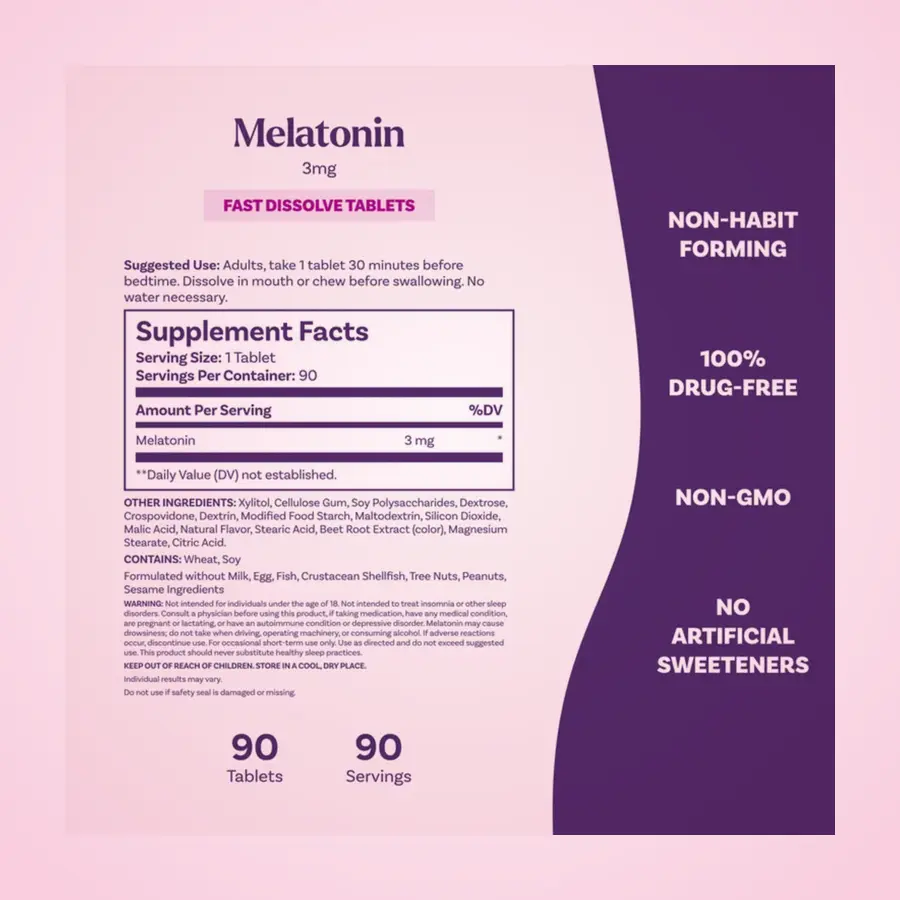 Melatonin
3mg
FAST DISSOLVE TABLETS
Suggested Use: Adults, take 1 tablet 30 minutes before
bedtime. Dissolve in mouth or chew before swallowing. No
water necessary.
Supplement Facts
Serving Size: 1 Tablet
Servings Per Container: 90
Amount Per Serving %DV
Melatonin 3 mg *
**Daily Value (DV) not established.
OTHER INGREDIENTS: Xylitol, Cellulose Gum, Soy Polysaccharides, Dextrose,
Crospovidone, Dextrin, Modified Food Starch, Maltodextrin, Silicon Dioxide,
Malic Acid, Natural Flavor, Stearic Acid, Beet Root Extract (color), Magnesium
Stearate, Citric Acid.
CONTAINS: Wheat, Soy
Formulated without Milk, Egg, Fish, Crustacean Shellfish, Tree Nuts, Peanuts,
Sesame Ingredients
WARNING: Not intended for individuals under the age of 18. Not intended to treat insomnia or other sleep
disorders. Consult a physician before using this product, if taking medication, have any medical condition,
are pregnant or lactating, or have an autoimmune condition or depressive disorder. Melatonin may cause
drowsiness; do not take when driving, operating machinery, or consuming alcohol. If adverse reactions
occur, discontinue use. For occasional short-term use only. Use as directed and do not exceed suggested
use. This product should never substitute healthy sleep practices.
KEEP OUT OF REACH OF CHILDREN. STORE IN A COOL, DRY PLACE.
Individual results may vary.
Do not use if safety seal is damaged or missing.
90
Tablets
90
Servings
NON-HABIT
FORMING
100%
DRUG-FREE
NON-GMO
NO
ARTIFICIAL
SWEETENERS